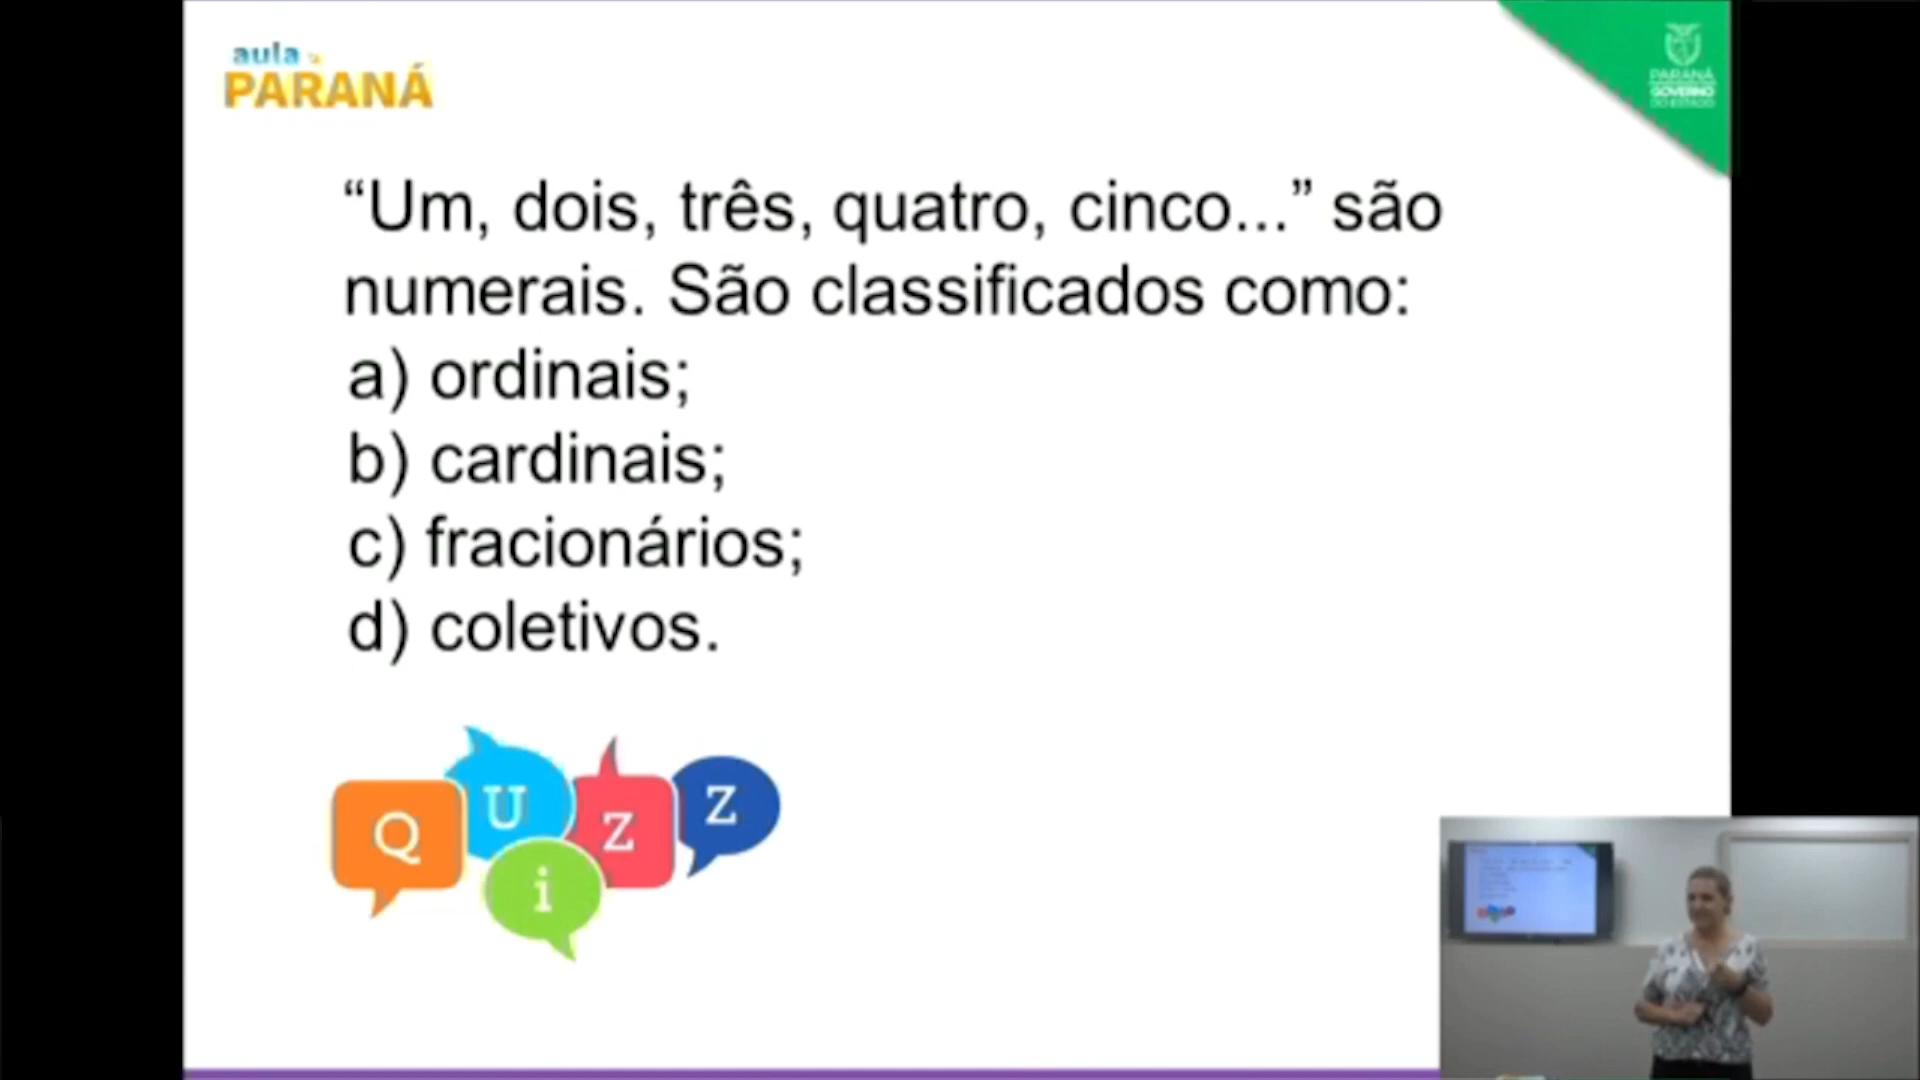 aula
PARANÁ
PARANÁ
GOVERNO
DO ESTADO
“Um, dois, três, quatro, cinco...” são
numerais. São classificados como:
a) ordinais;
b) cardinais;
c) fracionários;
d) coletivos.
Q U i Z Z